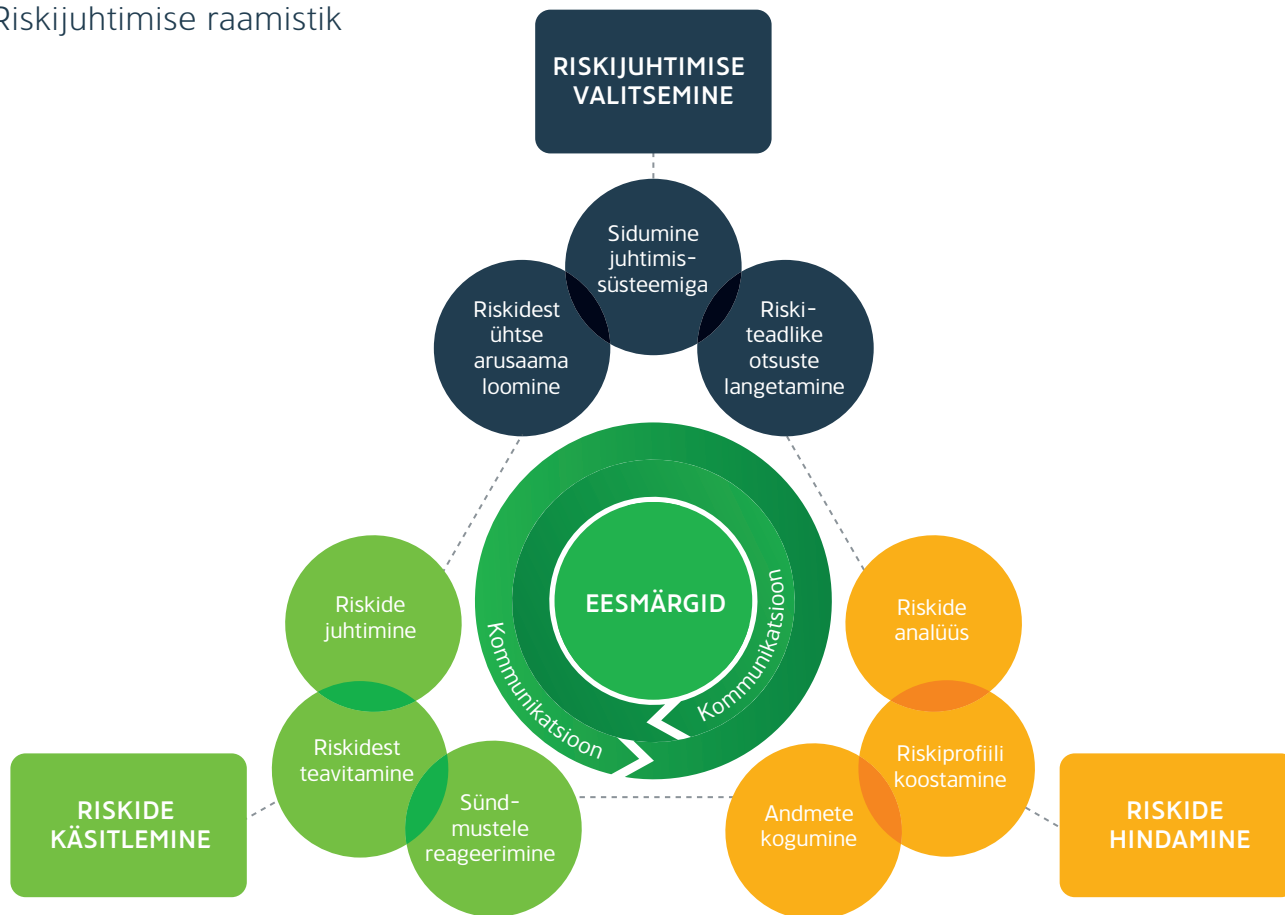 Riskijuhtimise raamistik
RISKIJUHTIMISE
VALITSEMINE
Sidumine
juhtimis-
süsteemiga
Riskidest
ühtse
arusaama
loomine
Riski-
teadlike
otsuste
langetamine
EESMÄRGID
Kommunikatsioon
Kommunikatsioon
Riskide
juhtimine
Riskidest
teavitamine
Sünd-
mustele
reageerimine
RISKIDE
KÄSITLEMINE
Riskide
analüüs
Riskiprofiili
koostamine
Andmete
kogumine
RISKIDE
HINDAMINE